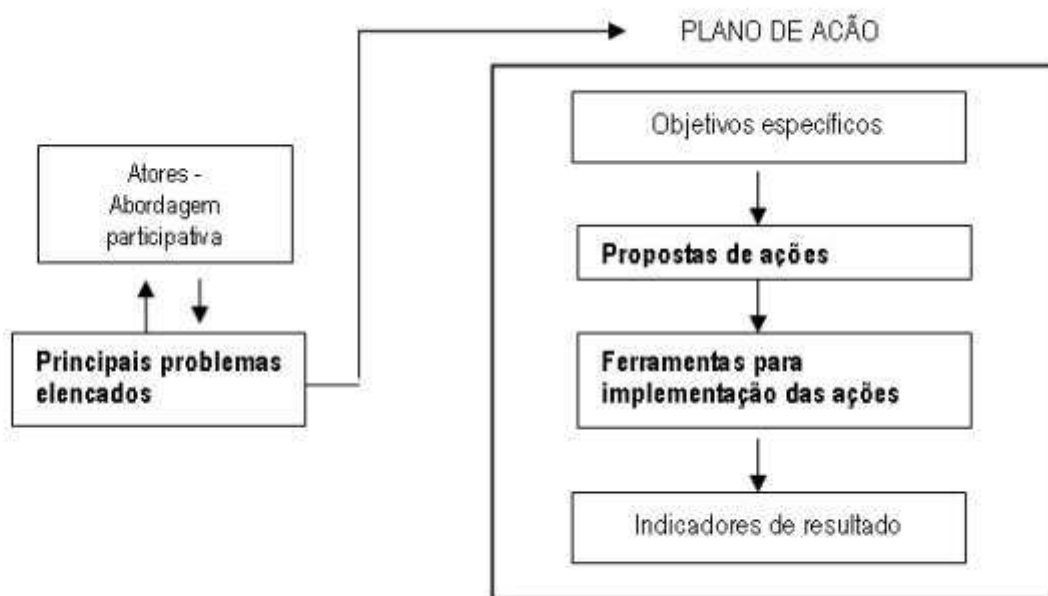 PLANO DE ACÃO
Objetivos específicos
Atores -
Abordagem
participativa
Propostas de ações
Principais problemas
elencados
Ferramentas para
implementação das ações
Indicadores de resultado